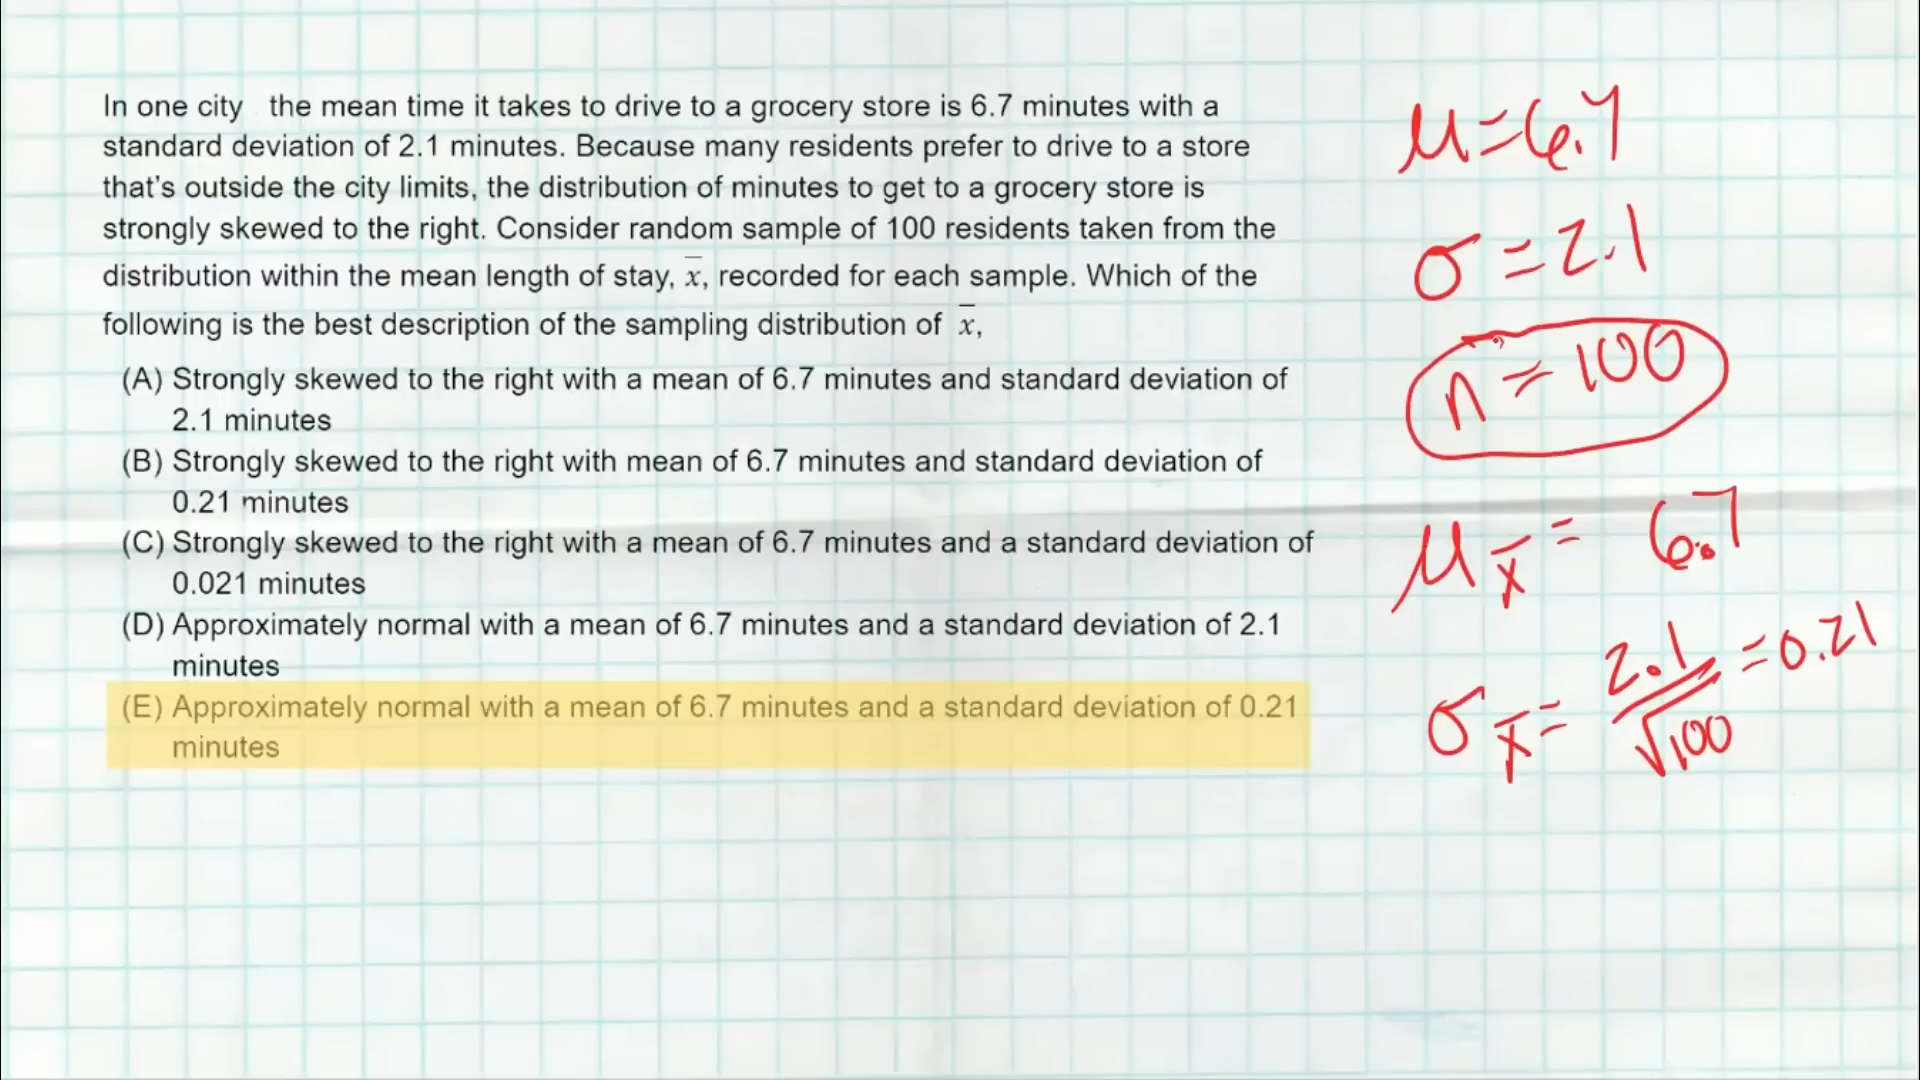 In one city the mean time it takes to drive to a grocery store is 6.7 minutes with a
standard deviation of 2.1 minutes. Because many residents prefer to drive to a store
that's outside the city limits, the distribution of minutes to get to a grocery store is
strongly skewed to the right. Consider random sample of 100 residents taken from the
distribution within the mean length of stay, x̅, recorded for each sample. Which of the
following is the best description of the sampling distribution of x̅,
(A) Strongly skewed to the right with a mean of 6.7 minutes and standard deviation of
2.1 minutes
(B) Strongly skewed to the right with mean of 6.7 minutes and standard deviation of
0.21 minutes
(C) Strongly skewed to the right with a mean of 6.7 minutes and a standard deviation of
0.021 minutes
(D) Approximately normal with a mean of 6.7 minutes and a standard deviation of 2.1
minutes
(E) Approximately normal with a mean of 6.7 minutes and a standard deviation of 0.21
minutes
μ=6.7
σ=2.1
n=100
μx̅= 6.7
σx̅= 2.1/√100 =0.21